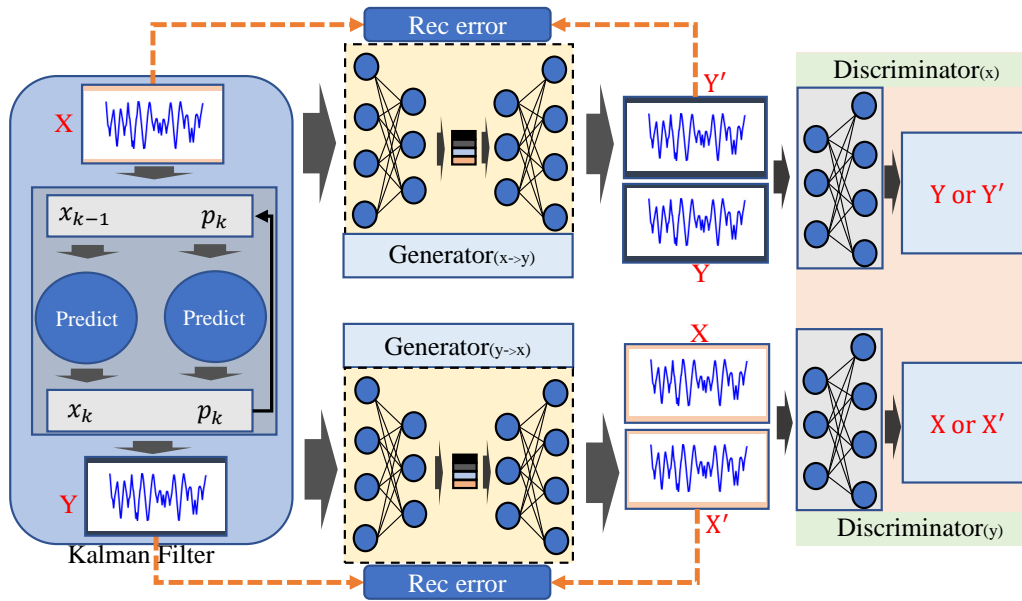 Rec error
X
x_{k-1} p_k
Predict Predict
x_k p_k
Y
Kalman Filter
Generator(x->y)
Generator(y->x)
Y′
Y
X
X′
Rec error
Discriminator(x)
Y or Y′
X or X′
Discriminator(y)